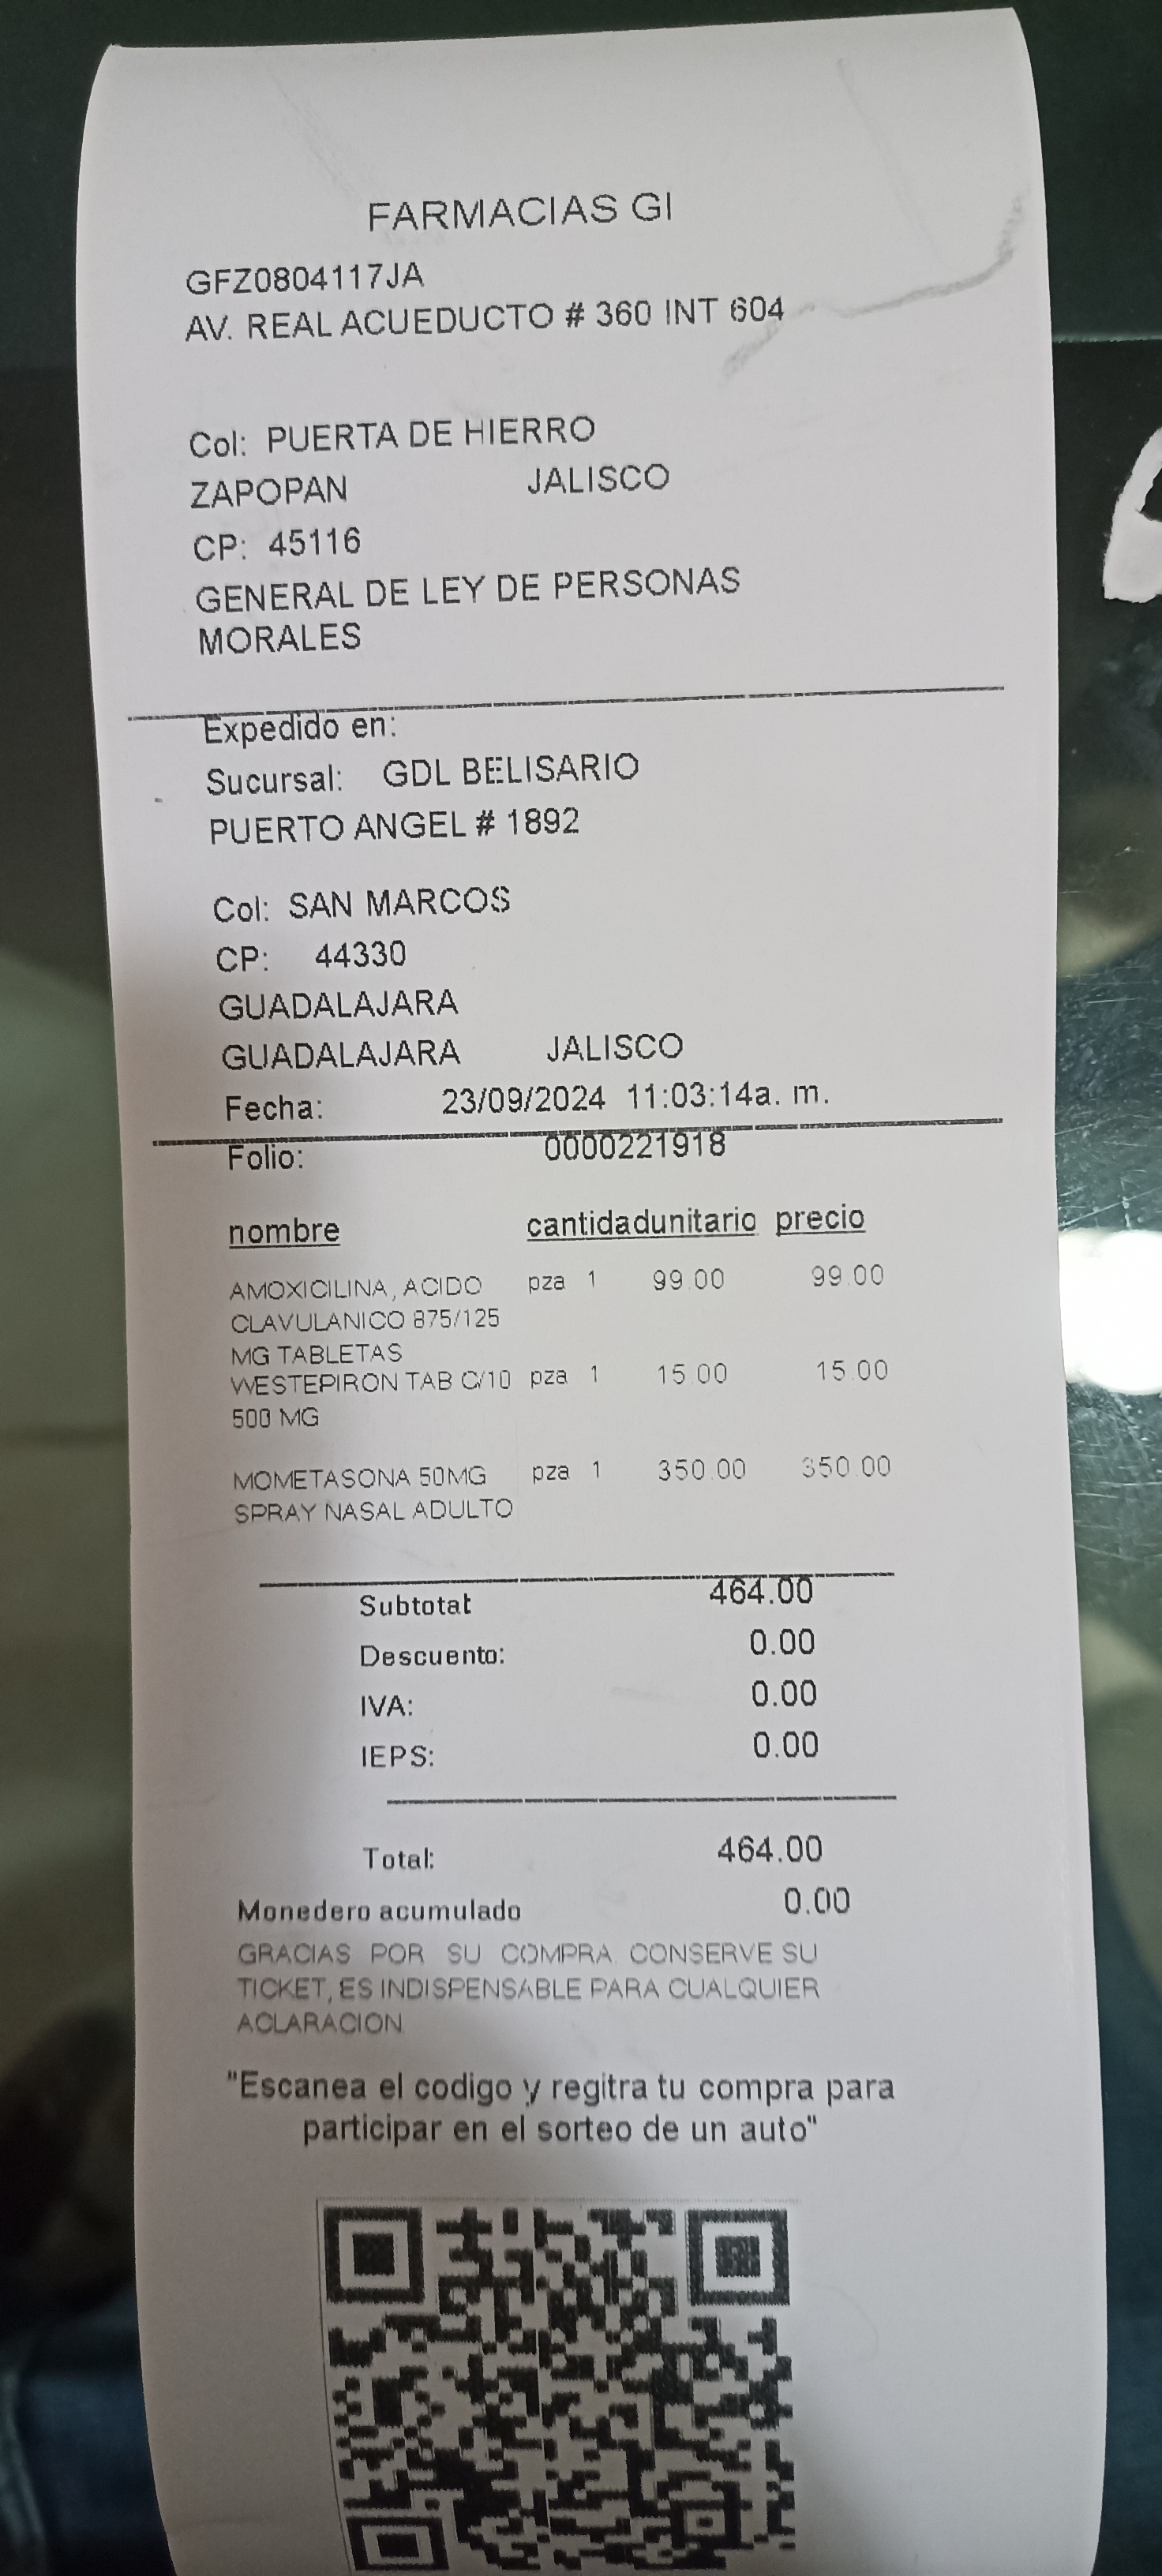 FARMACIAS GI
GFZ0804117JA
AV. REAL ACUEDUCTO # 360 INT 604
Col: PUERTA DE HIERRO
ZAPOPAN JALISCO
CP: 45116
GENERAL DE LEY DE PERSONAS
MORALES
Expedido en:
Sucursal: GDL BELISARIO
PUERTO ANGEL # 1892
Col: SAN MARCOS
CP: 44330
GUADALAJARA
GUADALAJARA JALISCO
Fecha: 23/09/2024 11:03:14a. m.
Folio: 0000221918
nombre cantidadunitario precio
AMOXICILINA, ACIDO pza 1 99.00 99.00
CLAVULANICO 875/125
MG TABLETAS
WESTEPIRON TAB C/10 pza 1 15.00 15.00
500 MG
MOMETASONA 50MG pza 1 350.00 350.00
SPRAY NASAL ADULTO
Subtotal: 464.00
Descuento: 0.00
IVA: 0.00
IEPS: 0.00
Total: 464.00
Monedero acumulado 0.00
GRACIAS POR SU COMPRA. CONSERVE SU
TICKET, ES INDISPENSABLE PARA CUALQUIER
ACLARACION
"Escanea el codigo y regitra tu compra para
participar en el sorteo de un auto"